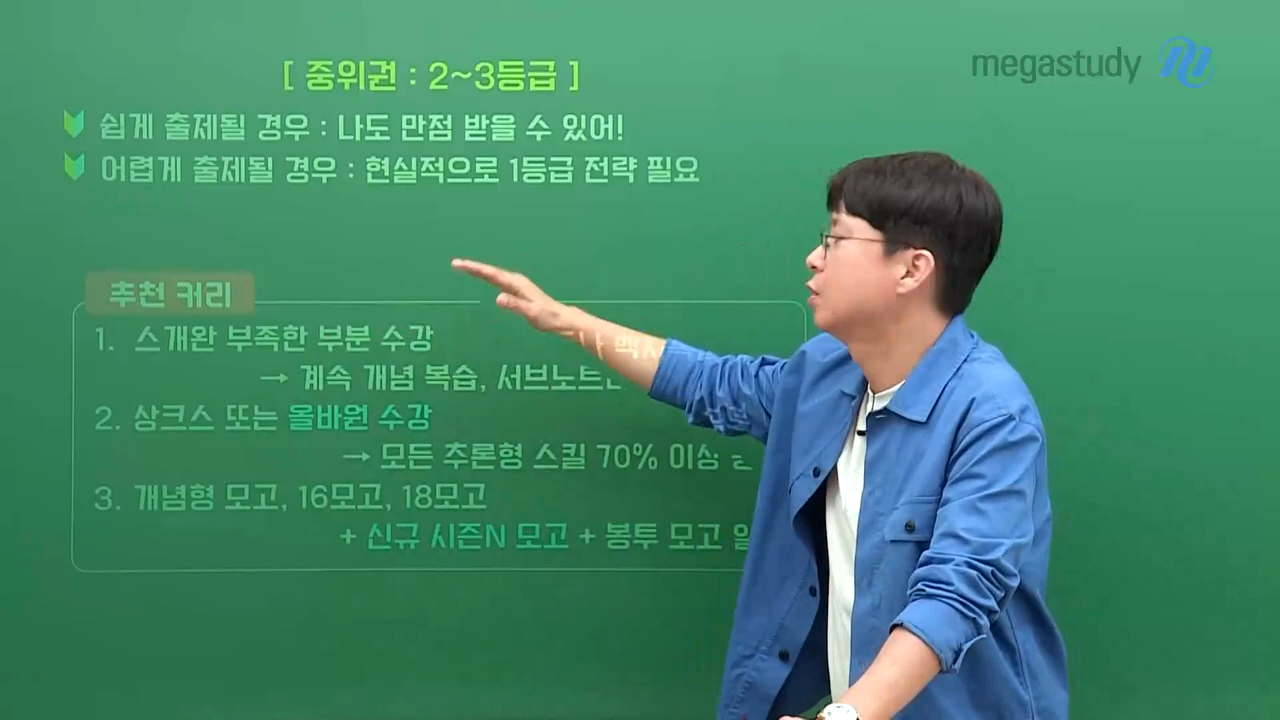 megastudy
[ 중위권 : 2~3등급 ]
쉽게 출제될 경우 : 나도 만점 받을 수 있어!
어렵게 출제될 경우 : 현실적으로 1등급 전략 필요
추천 커리
1. 스개완 부족한 부분 수강
→ 계속 개념 복습, 서브노트
2. 상크스 또는 올바원 수강
→ 모든 추론형 스킬 70% 이상
3. 개념형 모고, 16모고, 18모고
+ 신규 시즌N 모고 + 봉투 모고